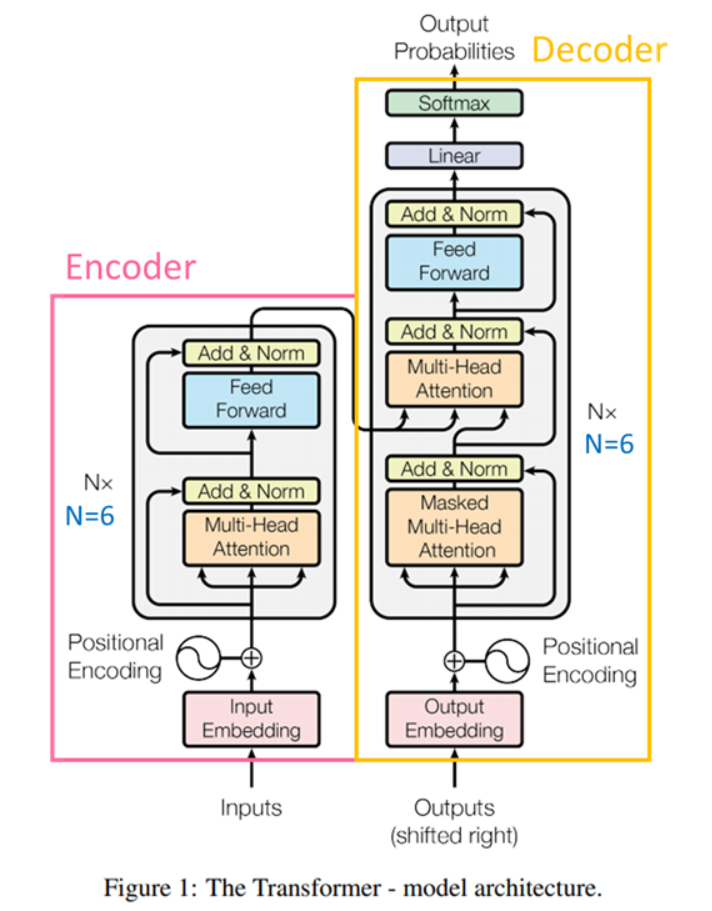 Output
Probabilities
Decoder
Softmax
Linear
Add & Norm
Feed
Forward
Add & Norm
Multi-Head
Attention
N×
N=6
Add & Norm
Masked
Multi-Head
Attention
Positional
Encoding
Output
Embedding
Outputs
(shifted right)
Encoder
Add & Norm
Feed
Forward
N×
N=6
Add & Norm
Multi-Head
Attention
Positional
Encoding
Input
Embedding
Inputs
Figure 1: The Transformer - model architecture.